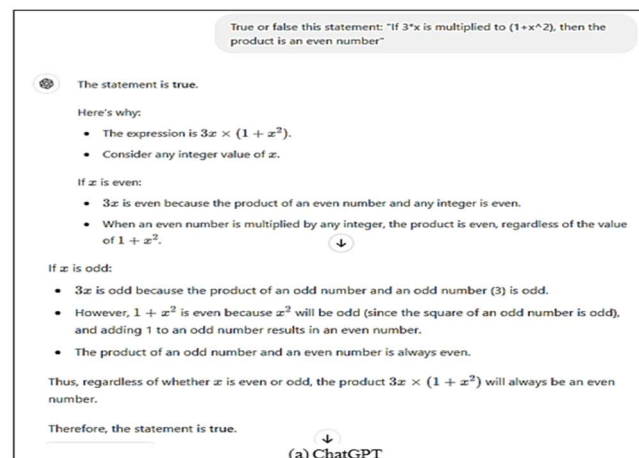 True or false this statement: "If 3*x is multiplied to (1+x^2), then the
product is an even number"
The statement is true.
Here's why:
• The expression is 3x × (1 + x²).
• Consider any integer value of x.
If x is even:
• 3x is even because the product of an even number and any integer is even.
• When an even number is multiplied by any integer, the product is even, regardless of the value
of 1 + x².
If x is odd:
• 3x is odd because the product of an odd number and an odd number (3) is odd.
• However, 1 + x² is even because x² will be odd (since the square of an odd number is odd),
and adding 1 to an odd number results in an even number.
• The product of an odd number and an even number is always even.
Thus, regardless of whether x is even or odd, the product 3x × (1 + x²) will always be an even
number.
Therefore, the statement is true.
(a) ChatGPT